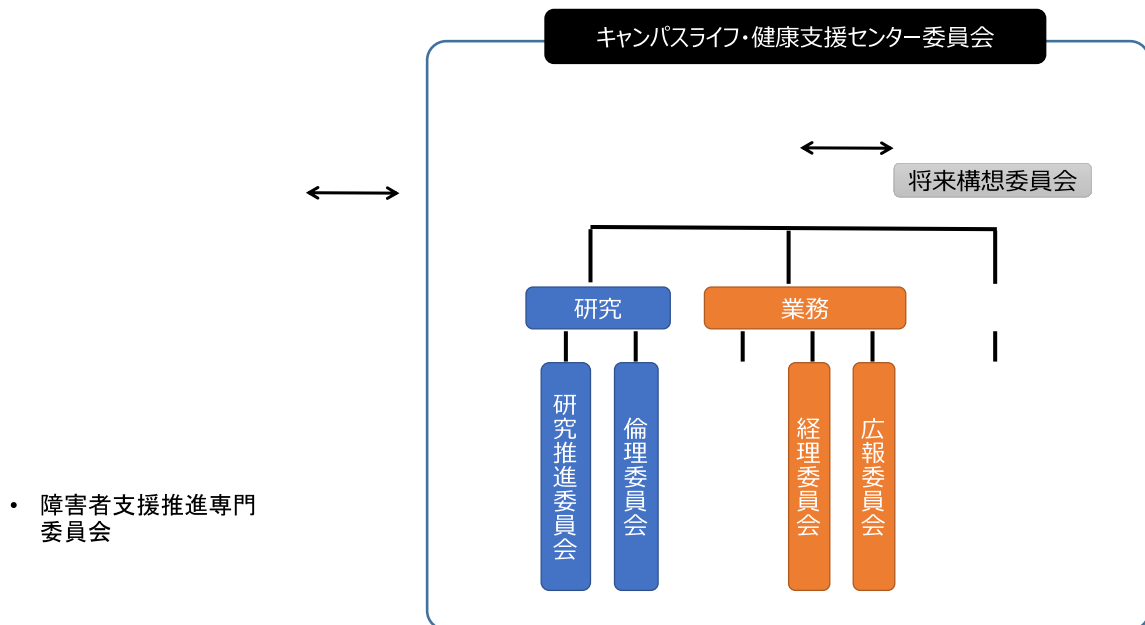 キャンパスライフ・健康支援センター委員会
将来構想委員会
研究
業務
研究推進委員会
倫理委員会
経理委員会
広報委員会
• 障害者支援推進専門
委員会